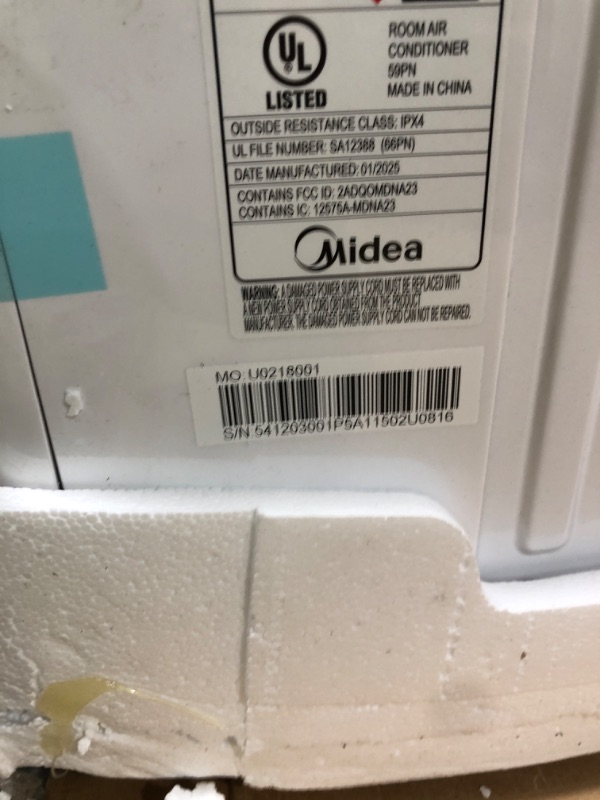 UL
LISTED
ROOM AIR
CONDITIONER
59PN
MADE IN CHINA
OUTSIDE RESISTANCE CLASS: IPX4
UL FILE NUMBER: SA12388 (66PN)
DATE MANUFACTURED: 01/2025
CONTAINS FCC ID: 2ADQOMDNA23
CONTAINS IC: 12575A-MDNA23
Midea
WARNING: A DAMAGED POWER SUPPLY CORD MUST BE REPLACED WITH
A NEW POWER SUPPLY CORD OBTAINED FROM THE PRODUCT
MANUFACTURER. THE DAMAGED POWER SUPPLY CORD CAN NOT BE REPAIRED.
MO: U0218001
S/N 541203001P5A11502U0816